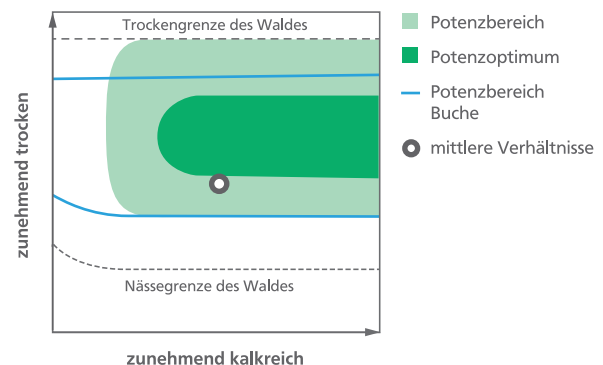 Trockengrenze des Waldes
Nässegrenze des Waldes
zunehmend trocken
zunehmend kalkreich
Potenzbereich
Potenzoptimum
Potenzbereich
Buche
mittlere Verhältnisse